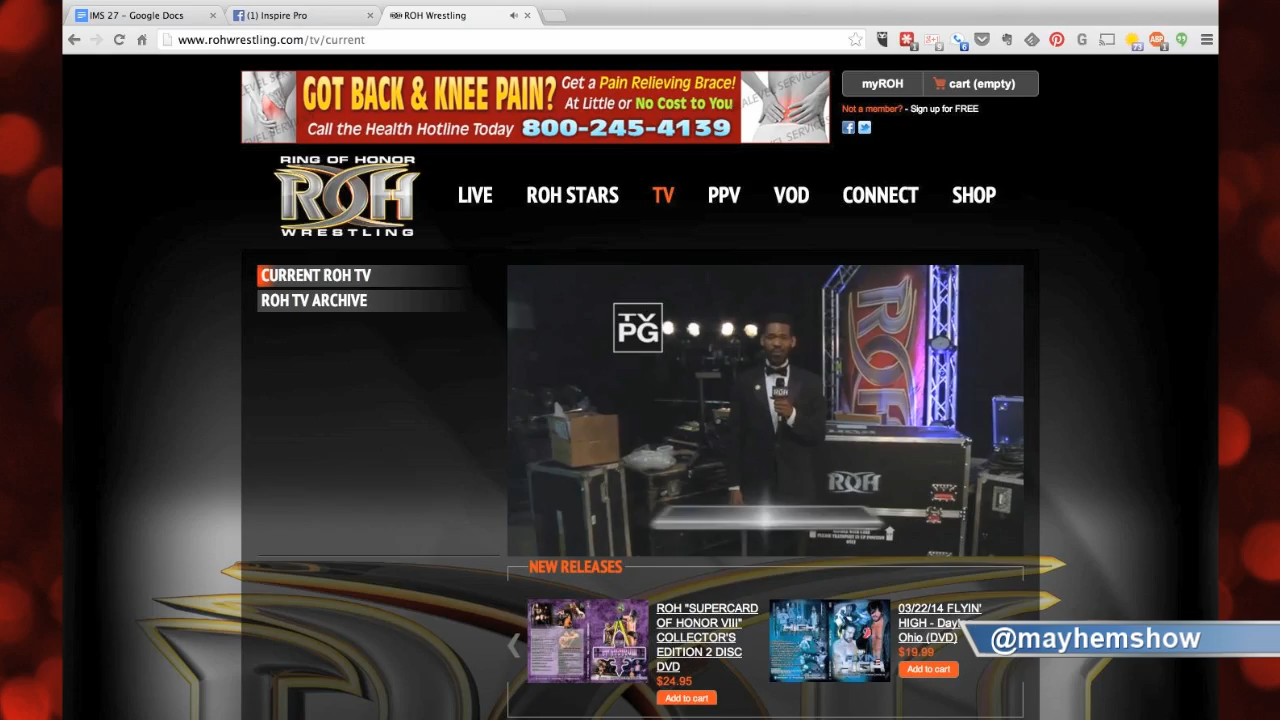 IMS 27 – Google Docs
(1) Inspire Pro
ROH Wrestling
www.rohwrestling.com/tv/current
GOT BACK & KNEE PAIN?
Get a Pain Relieving Brace!
At Little or No Cost to You
Call the Health Hotline Today 800-245-4139
myROH
cart (empty)
Not a member? - Sign up for FREE
RING OF HONOR
ROH
WRESTLING
LIVE
ROH STARS
TV
PPV
VOD
CONNECT
SHOP
CURRENT ROH TV
ROH TV ARCHIVE
TV
PG
ROH
ROH
ROH
NEW RELEASES
ROH "SUPERCARD
OF HONOR VIII"
COLLECTOR'S
EDITION 2 DISC
DVD
$24.95
Add to cart
03/22/14 FLYIN'
HIGH - Day
Ohio (DVD)
$19.99
Add to cart
@mayhemshow